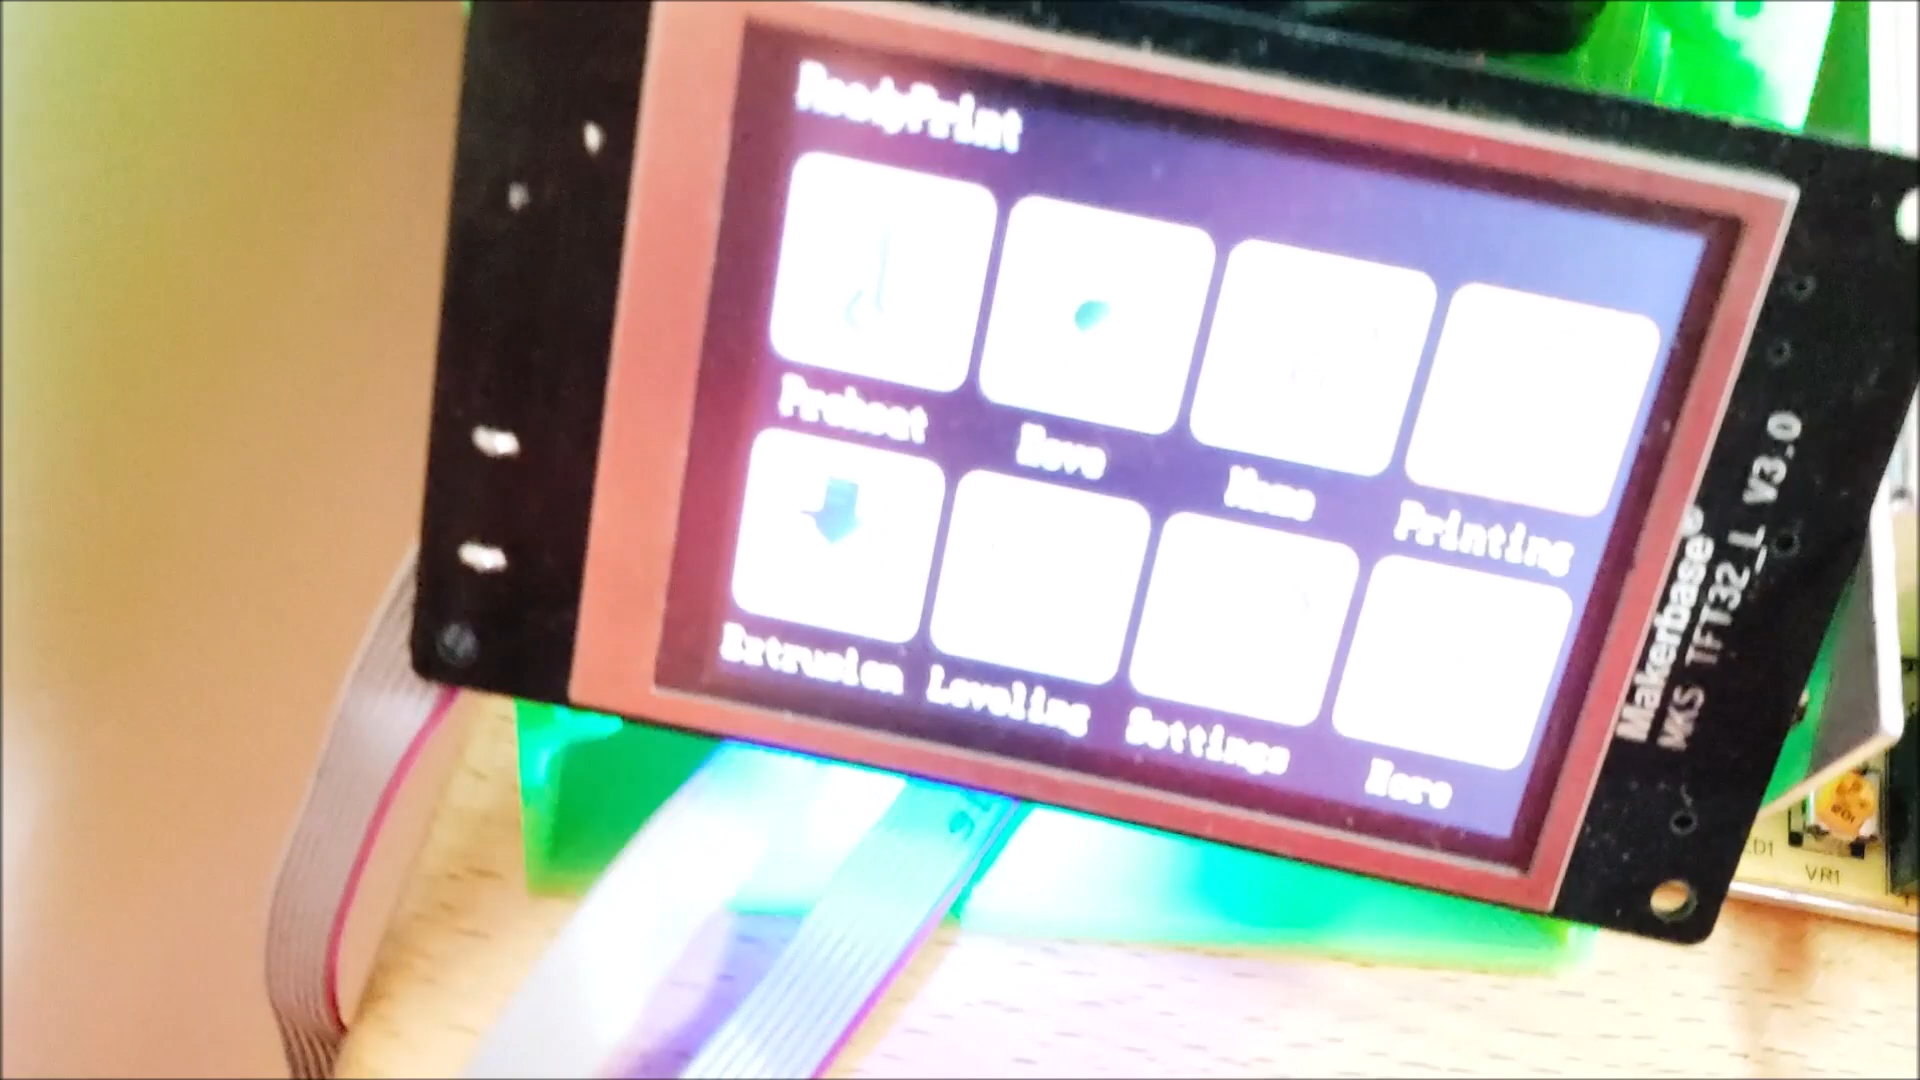 ReadyPrint
Preheat
Move
Home
Printing
Extrusion
Leveling
Settings
More
Makerbase
MKS TFT32_L V3.0
VR1